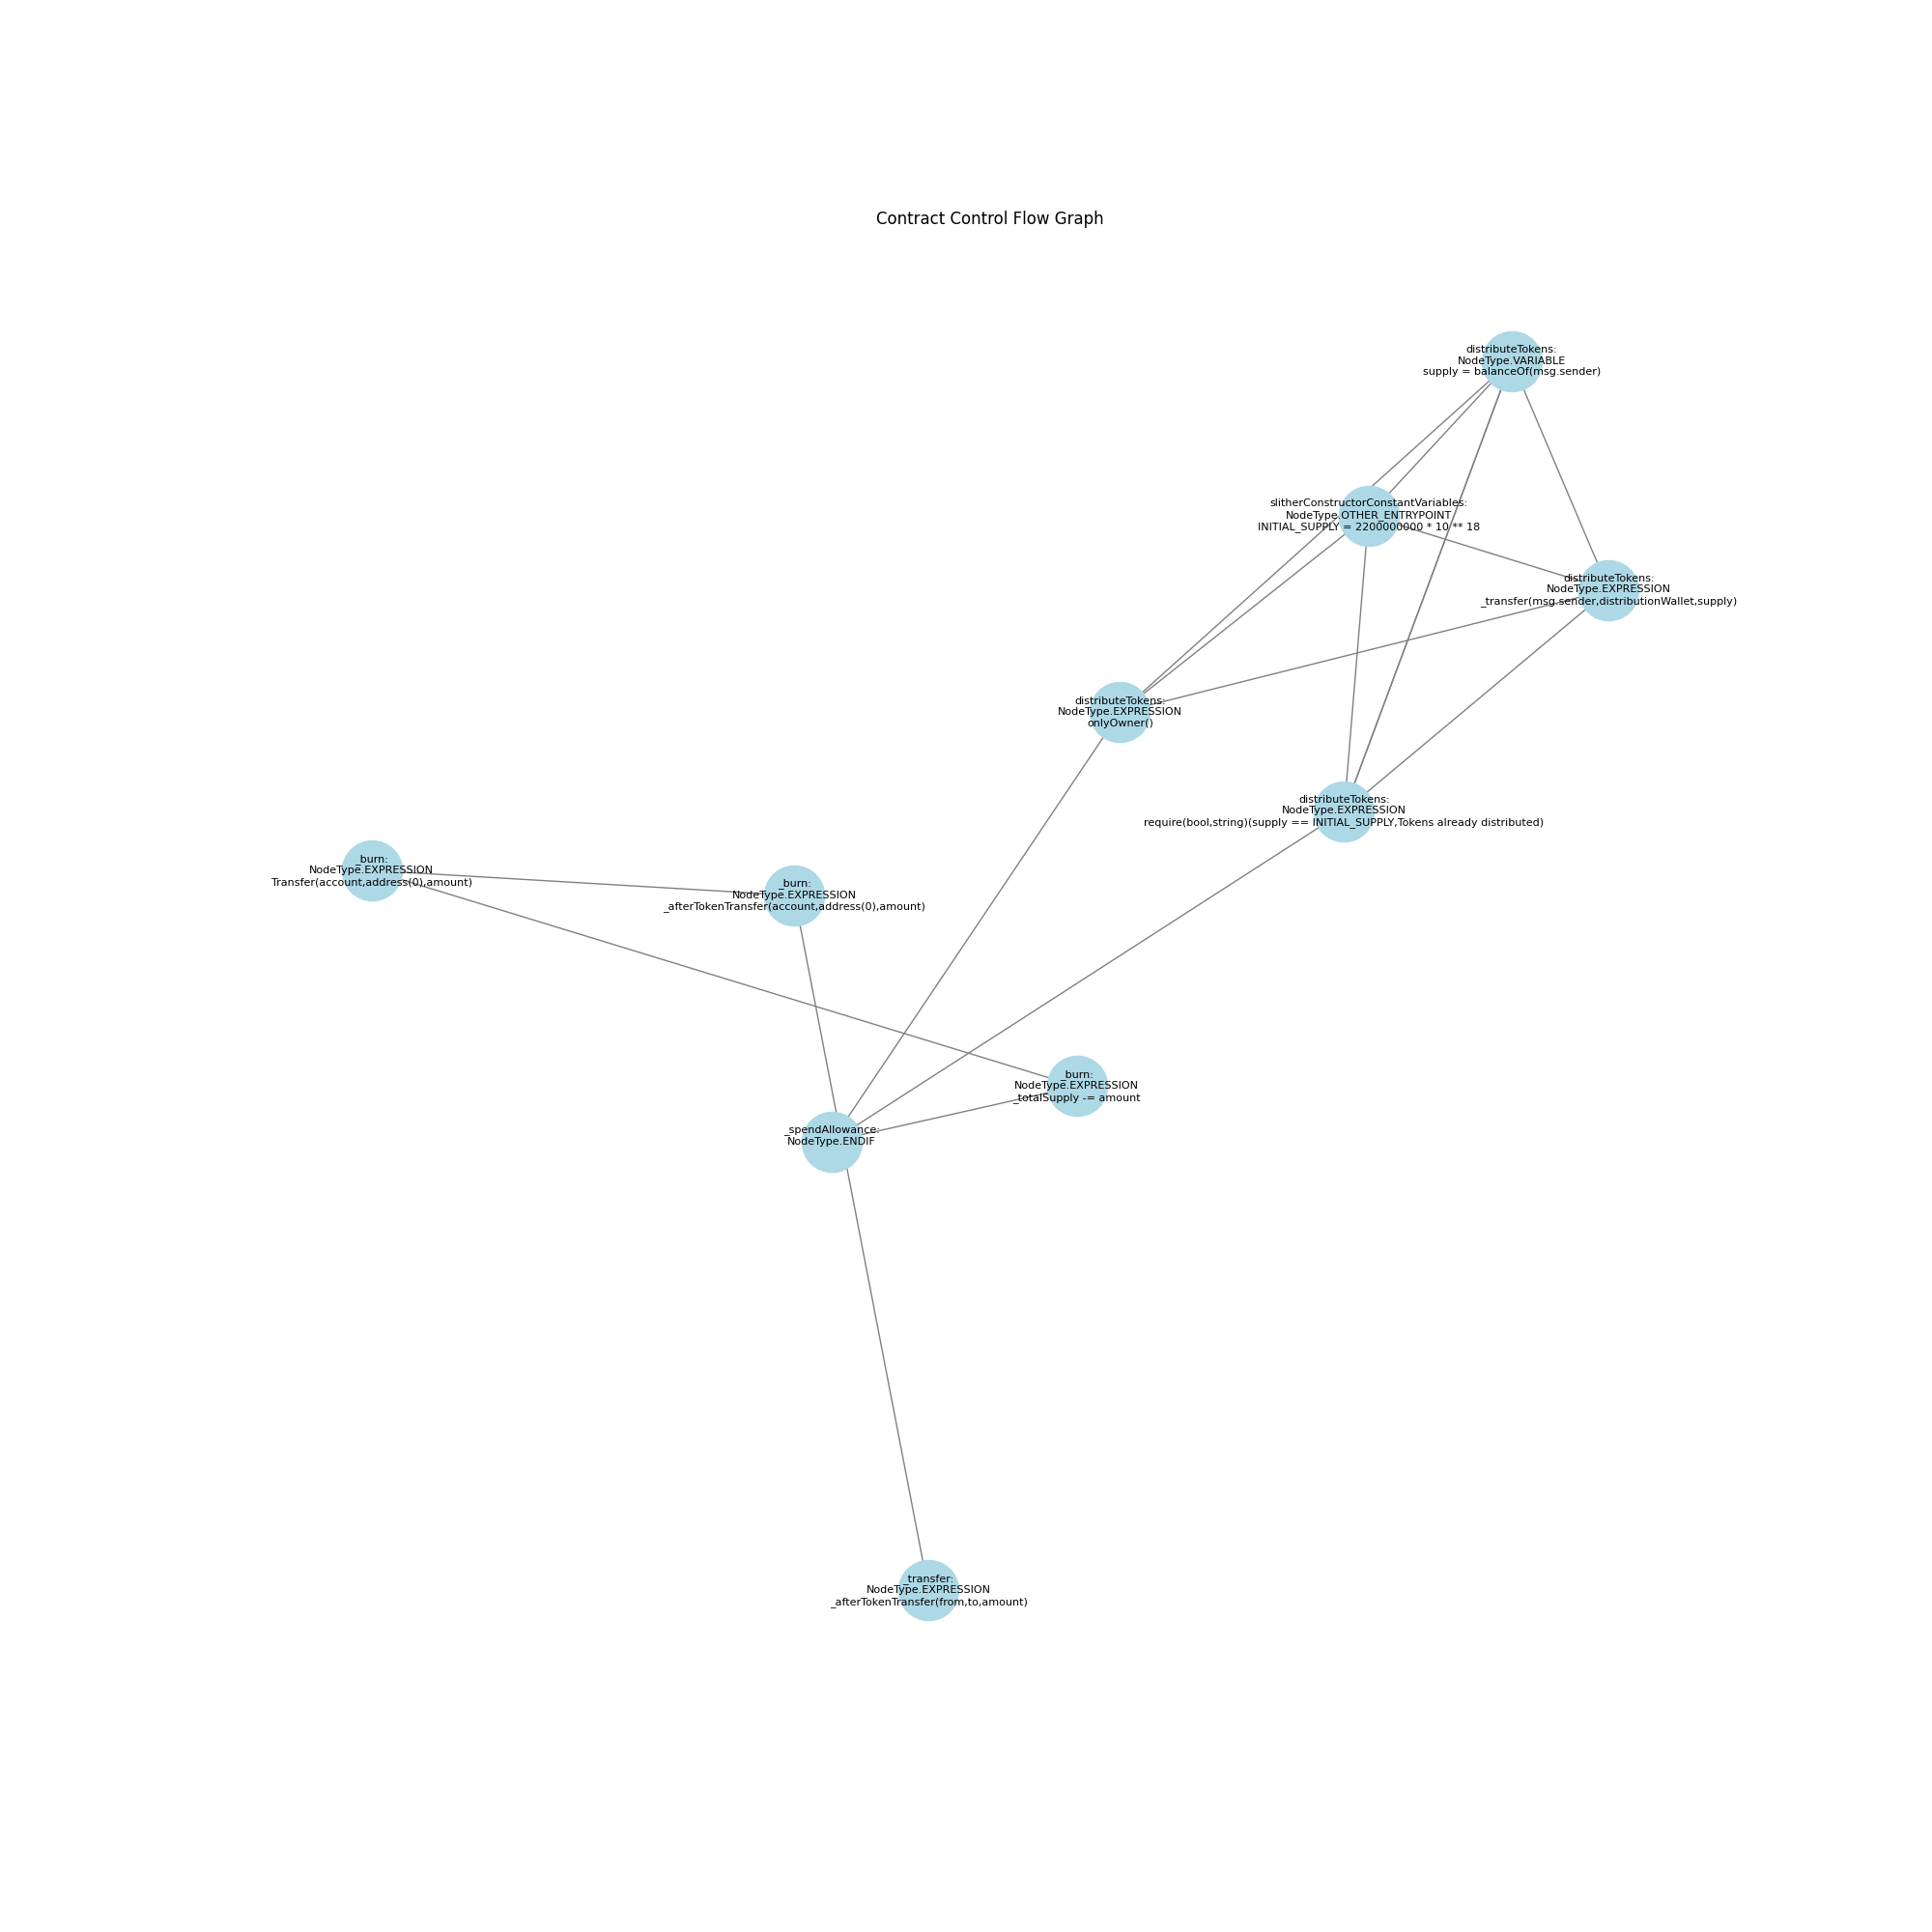 Contract Control Flow Graph
distributeTokens:
NodeType.VARIABLE
supply = balanceOf(msg.sender)
slitherConstructorConstantVariables:
NodeType.OTHER_ENTRYPOINT
INITIAL_SUPPLY = 2200000000 * 10 ** 18
distributeTokens:
NodeType.EXPRESSION
_transfer(msg.sender,distributionWallet,supply)
distributeTokens:
NodeType.EXPRESSION
onlyOwner()
distributeTokens:
NodeType.EXPRESSION
require(bool,string)(supply == INITIAL_SUPPLY,Tokens already distributed)
_burn:
NodeType.EXPRESSION
Transfer(account,address(0),amount)
_burn:
NodeType.EXPRESSION
_afterTokenTransfer(account,address(0),amount)
_burn:
NodeType.EXPRESSION
_totalSupply -= amount
_spendAllowance:
NodeType.ENDIF
_transfer:
NodeType.EXPRESSION
_afterTokenTransfer(from,to,amount)